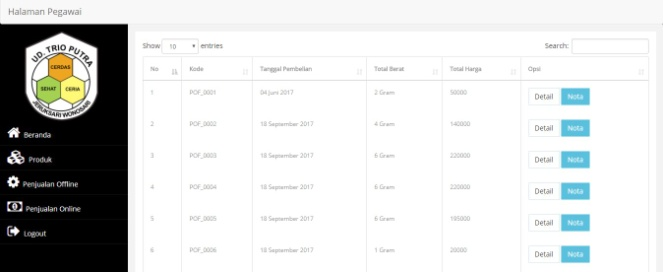 Halaman Pegawai
UD. TRIO PUTRA
CERDAS
SEHAT CERIA
JERUKSARI WONOSARI
Beranda
Produk
Penjualan Offline
Penjualan Online
Logout
Show 10 entries Search:
No Kode Tanggal Pembelian Total Berat Total Harga Opsi
1 POF_0001 04 Juni 2017 2 Gram 50000 Detail Nota
2 POF_0002 18 September 2017 4 Gram 140000 Detail Nota
3 POF_0003 18 September 2017 6 Gram 220000 Detail Nota
4 POF_0004 18 September 2017 6 Gram 220000 Detail Nota
5 POF_0005 18 September 2017 6 Gram 195000 Detail Nota
6 POF_0006 18 September 2017 1 Gram 20000 Detail Nota